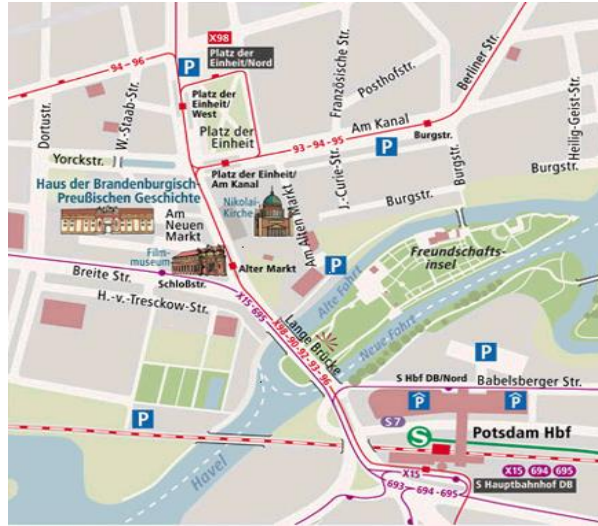 X98
Platz der
Einheit/Nord
94 - 96
P
Platz der
Einheit/
West
Platz der
Einheit
Französische Str.
Posthofstr.
Berliner Str.
Heilig-Geist-Str.
Dortustr.
W.-Staab-Str.
Am Kanal
93 - 94 - 95
Burgstr.
P
Yorckstr.
Platz der Einheit/
Am Kanal
J.-Curie-Str.
Burgstr.
Burgstr.
Haus der Brandenburgisch-
Preußischen Geschichte
Nikolai-
Kirche
Am Alten Markt
Burgstr.
Am
Neuen
Markt
Film-
museum
Alter Markt
P
Freundschafts-
insel
Breite Str.
Schloßstr.
Alte Fahrt
H.-v.-Tresckow-Str.
X15-695
X98-90-92-93-96
Lange Brücke
Neue Fahrt
P
S Hbf DB/Nord
Babelsberger Str.
P
P
P
S7
S
Potsdam Hbf
Havel
X15
X15 694 695
S Hauptbahnhof DB
693 - 694 - 695